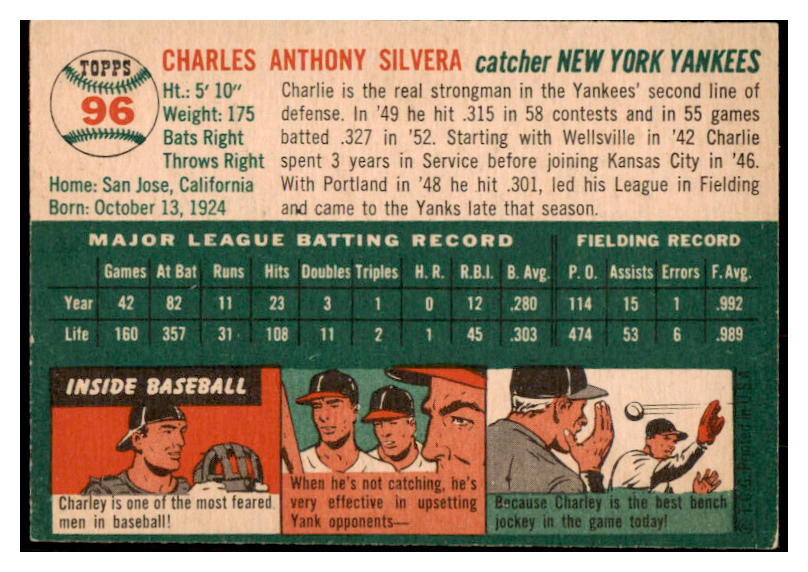 TOPPS
96
CHARLES ANTHONY SILVERA catcher NEW YORK YANKEES
Ht.: 5' 10"
Weight: 175
Bats Right
Throws Right
Home: San Jose, California
Born: October 13, 1924
Charlie is the real strongman in the Yankees' second line of
defense. In '49 he hit .315 in 58 contests and in 55 games
batted .327 in '52. Starting with Wellsville in '42 Charlie
spent 3 years in Service before joining Kansas City in '46.
With Portland in '48 he hit .301, led his League in Fielding
and came to the Yanks late that season.
MAJOR LEAGUE BATTING RECORD FIELDING RECORD
Games At Bat Runs Hits Doubles Triples H. R. R.B.I. B. Avg. P. O. Assists Errors F. Avg.
Year 42 82 11 23 3 1 0 12 .280 114 15 1 .992
Life 160 357 31 108 11 2 1 45 .303 474 53 6 .989
INSIDE BASEBALL
Charley is one of the most feared
men in baseball!
When he's not catching, he's
very effective in upsetting
Yank opponents—
Because Charley is the best bench
jockey in the game today!
© T.C.G. Printed in U.S.A.